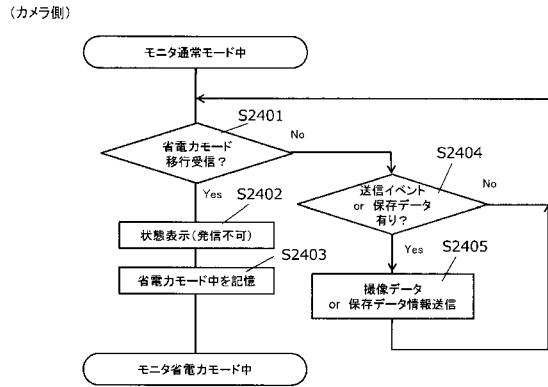 (カメラ側)
モニタ通常モード中
S2401
省電力モード
移行受信?
No
Yes
S2402
状態表示(発信不可)
S2403
省電力モード中を記憶
モニタ省電力モード中
S2404
送信イベント
or 保存データ
有り?
No
Yes
S2405
撮像データ
or 保存データ情報送信